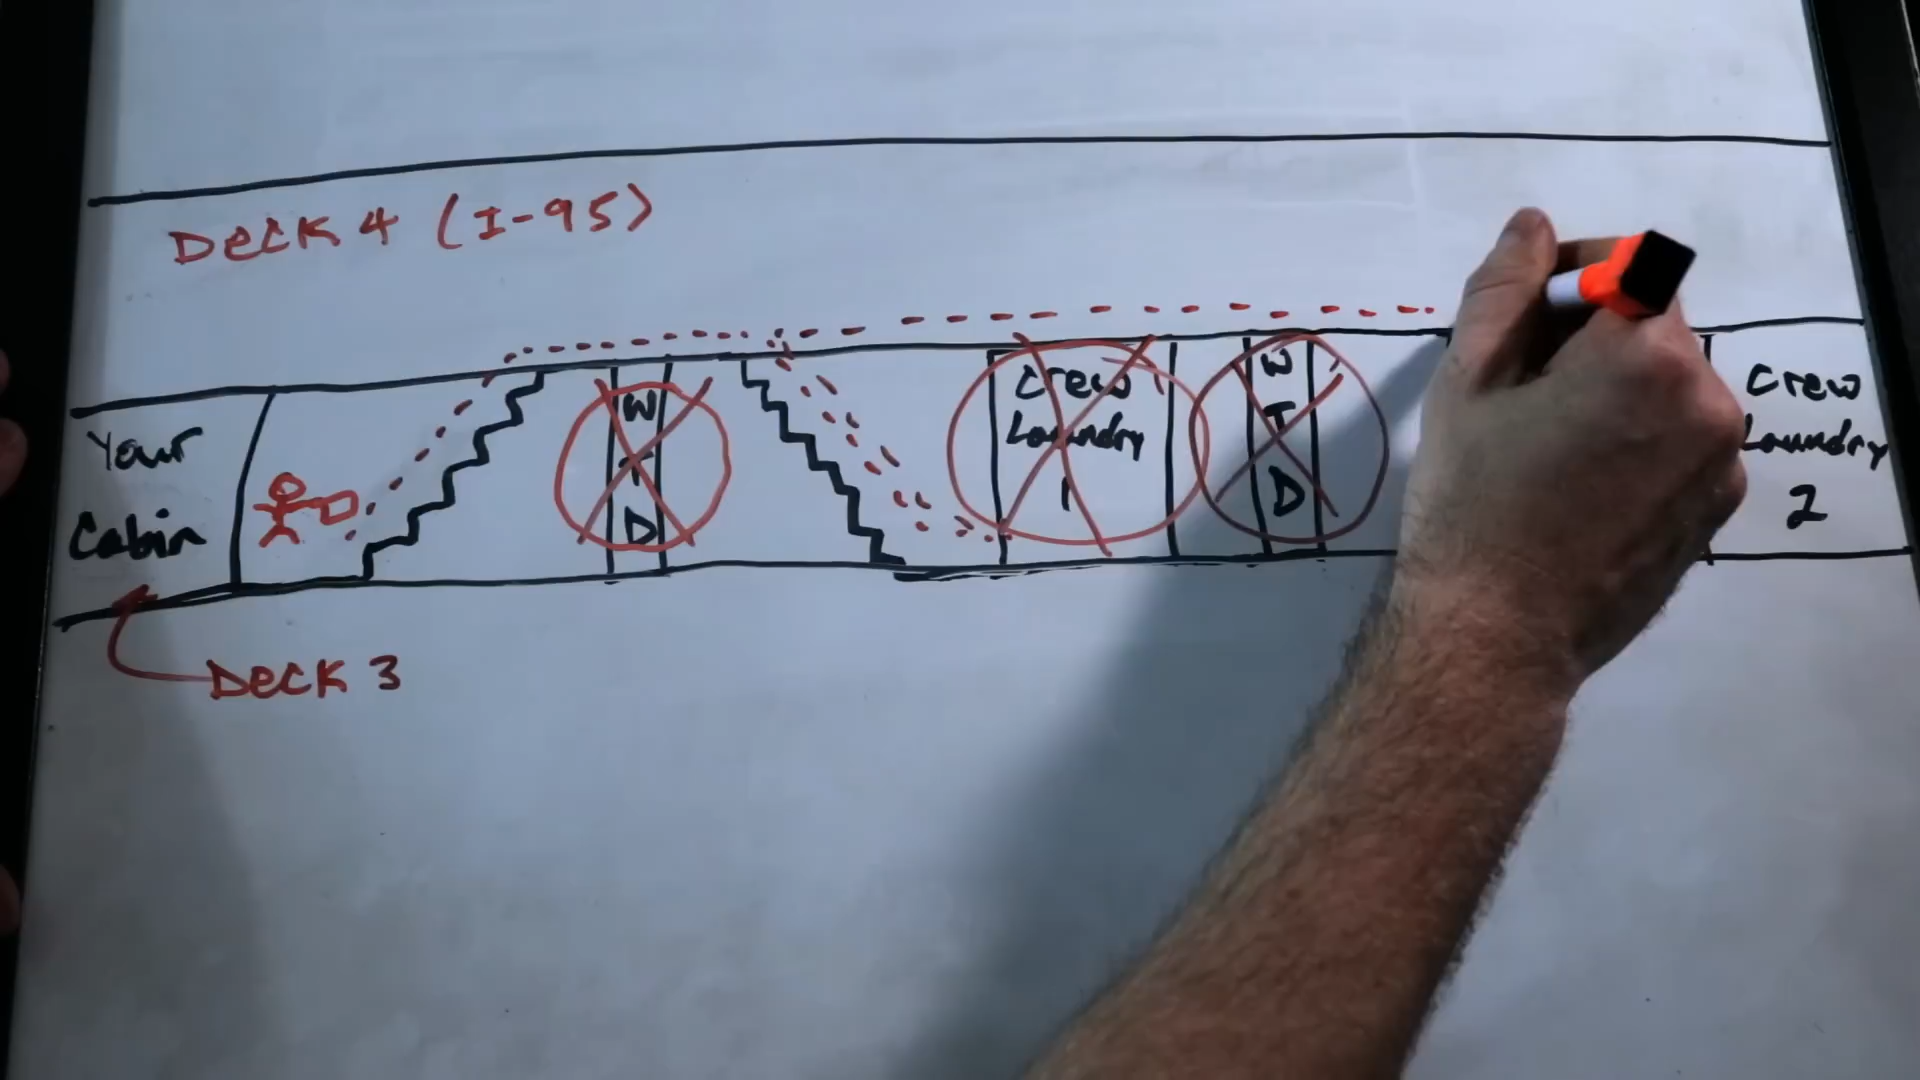 Deck 4 (I-95)
Your
Cabin
W
T
D
Crew
Laundry
1
W
T
D
Crew
Laundry
2
Deck 3